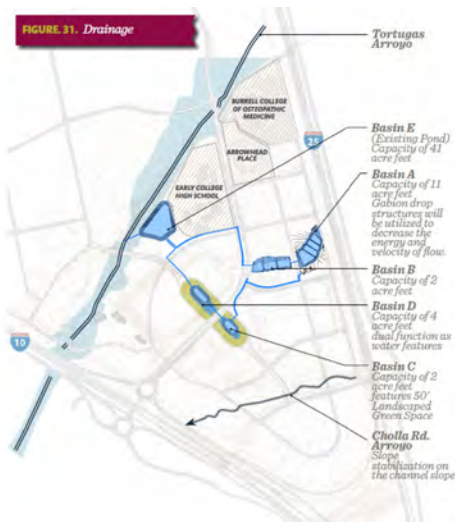 FIGURE. 31. Drainage
Tortugas
Arroyo
BURRELL COLLEGE
OF OSTEOPATHIC
MEDICINE
25
ARROWHEAD
PLACE
EARLY COLLEGE
HIGH SCHOOL
10
Basin E
(Existing Pond)
Capacity of 41
acre feet
Basin A
Capacity of 11
acre feet
Gabion drop
structures will
be utilized to
decrease the
energy and
velocity of flow.
Basin B
Capacity of 2
acre feet
Basin D
Capacity of 4
acre feet
dual function as
water features
Basin C
Capacity of 2
acre feet
features 50'
Landscaped
Green Space
Cholla Rd.
Arroyo
Slope
stabilization on
the channel slope